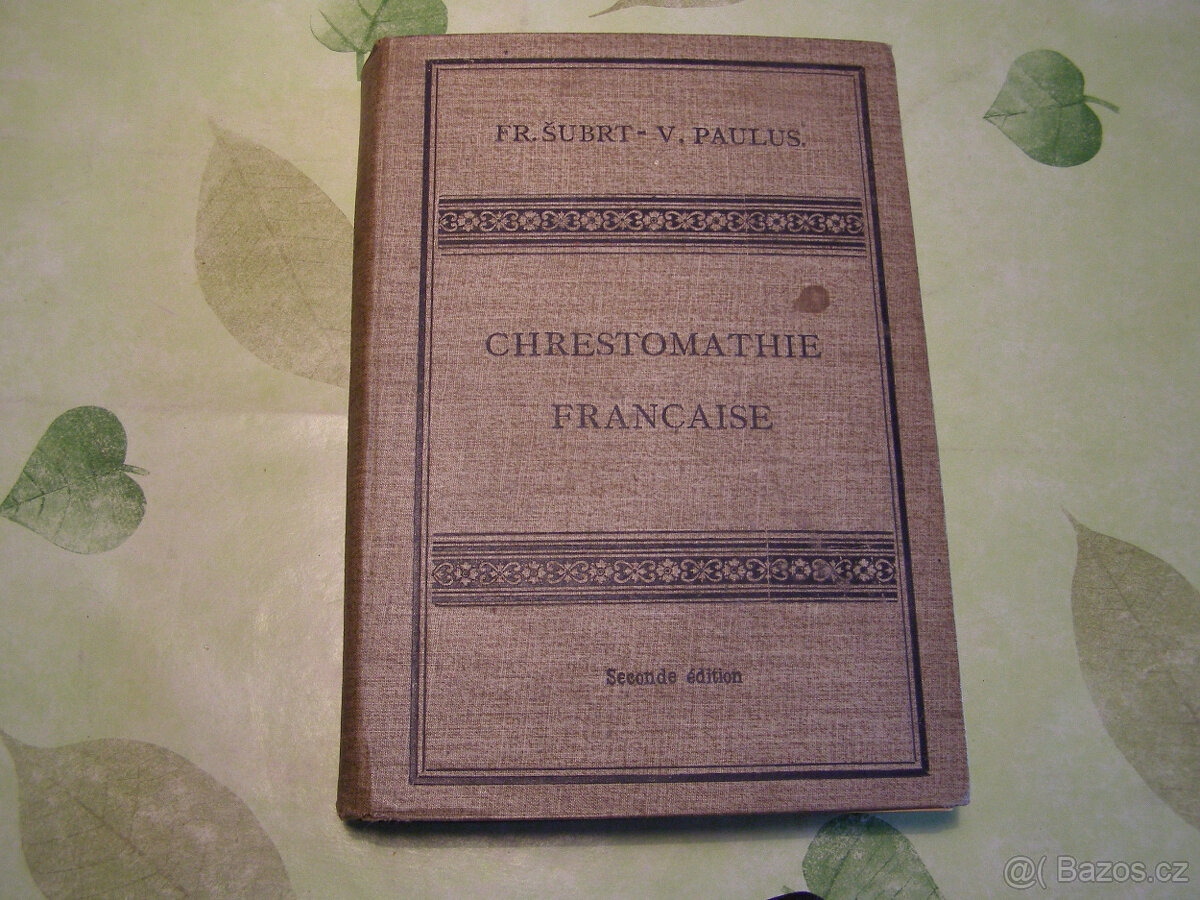 FR. ŠUBRT - V. PAULUS.
CHRESTOMATHIE
FRANÇAISE
Seconde édition
@( Bazos.cz